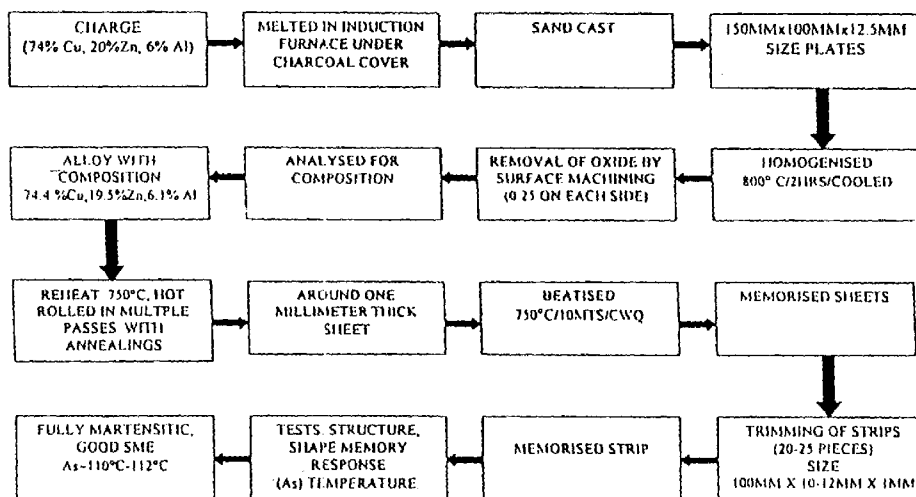 CHARGE
(74% Cu, 20%Zn, 6% Al)
MELTED IN INDUCTION
FURNACE UNDER
CHARCOAL COVER
SAND CAST
150MMx100MMx12.5MM
SIZE PLATES
HOMOGENISED
800° C/2HRS/COOLED
REMOVAL OF OXIDE BY
SURFACE MACHINING
(0.25 ON EACH SIDE)
ANALYSED FOR
COMPOSITION
ALLOY WITH
COMPOSITION
74.4 %Cu,19.5%Zn,6.1% Al
REHEAT 750°C, HOT
ROLLED IN MULTPLE
PASSES WITH
ANNEALINGS
AROUND ONE
MILLIMETER THICK
SHEET
BEATISED
750°C/10MTS/CWQ
MEMORISED SHEETS
TRIMMING OF STRIPS
(20-25 PIECES)
SIZE
100MM X 10-12MM X 1MM
MEMORISED STRIP
TESTS STRUCTURE,
SHAPE MEMORY
RESPONSE
(As) TEMPERATURE
FULLY MARTENSITIC,
GOOD SME
As~110°C-112°C